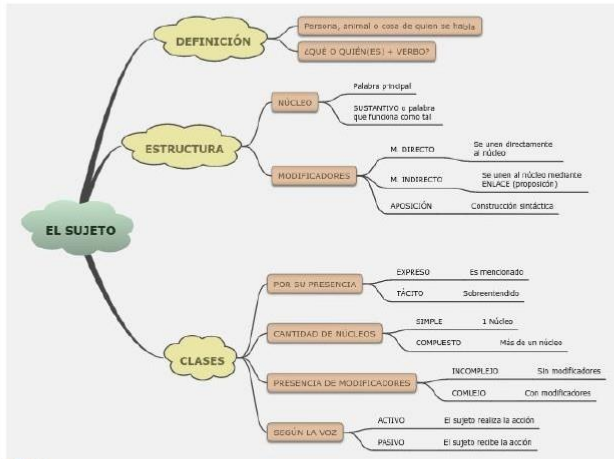 EL SUJETO
DEFINICIÓN
Persona, animal o cosa de quien se habla
¿QUÉ O QUIÉN(ES) + VERBO?
ESTRUCTURA
NÚCLEO
Palabra principal
SUSTANTIVO o palabra
que funciona como tal
MODIFICADORES
M. DIRECTO
Se unen directamente
al núcleo
M. INDIRECTO
Se unen al núcleo mediante
ENLACE (proposicón)
APOSICIÓN
Construcción sintáctica
CLASES
POR SU PRESENCIA
EXPRESO
Es mencionado
TÁCITO
Sobreentendido
CANTIDAD DE NÚCLEOS
SIMPLE
1 Núcleo
COMPUESTO
Más de un núcleo
PRESENCIA DE MODIFICADORES
INCOMPLEJO
Sin modificadores
COMLEJO
Con modificadores
SEGÚN LA VOZ
ACTIVO
El sujeto realiza la acción
PASIVO
El sujeto recibe la acción